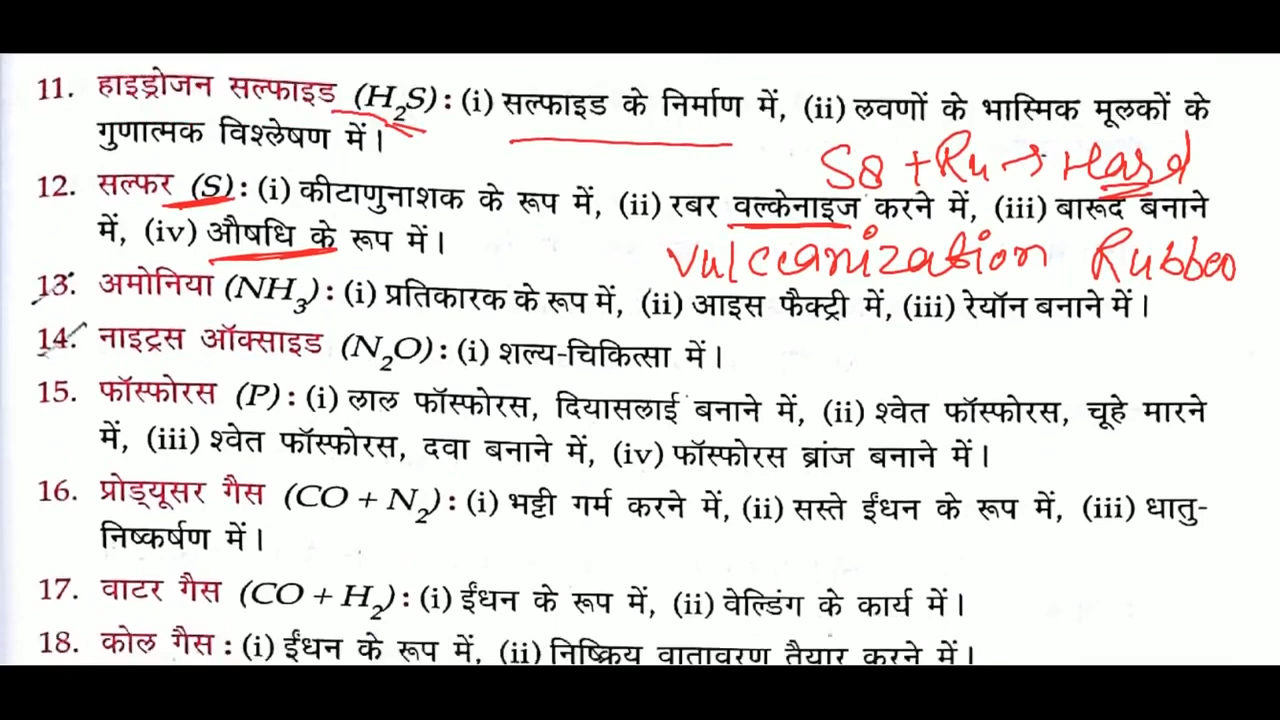 11. हाइड्रोजन सल्फाइड (H₂S) : (i) सल्फाइड के निर्माण में, (ii) लवणों के भास्मिक मूलकों के
गुणात्मक विश्लेषण में।
S8 + Ru → Hard
12. सल्फर (S) : (i) कीटाणुनाशक के रूप में, (ii) रबर वल्केनाइज करने में, (iii) बारूद बनाने
में, (iv) औषधि के रूप में।
Vulcanization Rubber
13. अमोनिया (NH₃) : (i) प्रतिकारक के रूप में, (ii) आइस फैक्ट्री में, (iii) रेयॉन बनाने में।
14. नाइट्रस ऑक्साइड (N₂O) : (i) शल्य-चिकित्सा में।
15. फॉस्फोरस (P) : (i) लाल फॉस्फोरस, दियासलाई बनाने में, (ii) श्वेत फॉस्फोरस, चूहे मारने
में, (iii) श्वेत फॉस्फोरस, दवा बनाने में, (iv) फॉस्फोरस ब्रांज बनाने में।
16. प्रोड्यूसर गैस (CO + N₂) : (i) भट्टी गर्म करने में, (ii) सस्ते ईंधन के रूप में, (iii) धातु-
निष्कर्षण में।
17. वाटर गैस (CO + H₂) : (i) ईंधन के रूप में, (ii) वेल्डिंग के कार्य में।
18. कोल गैस : (i) ईंधन के रूप में, (ii) निष्क्रिय वातावरण तैयार करने में।